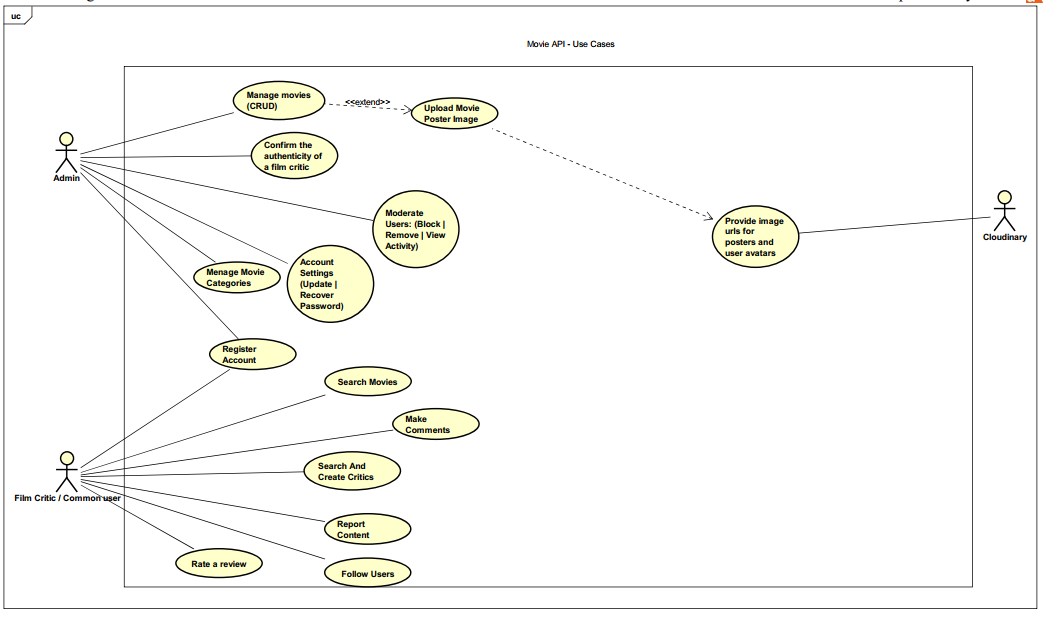 uc
Movie API - Use Cases
Manage movies
(CRUD)
<<extend>>
Upload Movie
Poster Image
Confirm the
authenticity of
a film critic
Admin
Moderate
Users: (Block |
Remove | View
Activity)
Provide image
urls for
posters and
user avatars
Cloudinary
Menage Movie
Categories
Account
Settings
(Update |
Recover
Password)
Register
Account
Search Movies
Make
Comments
Search And
Create Critics
Film Critic / Common user
Report
Content
Rate a review
Follow Users